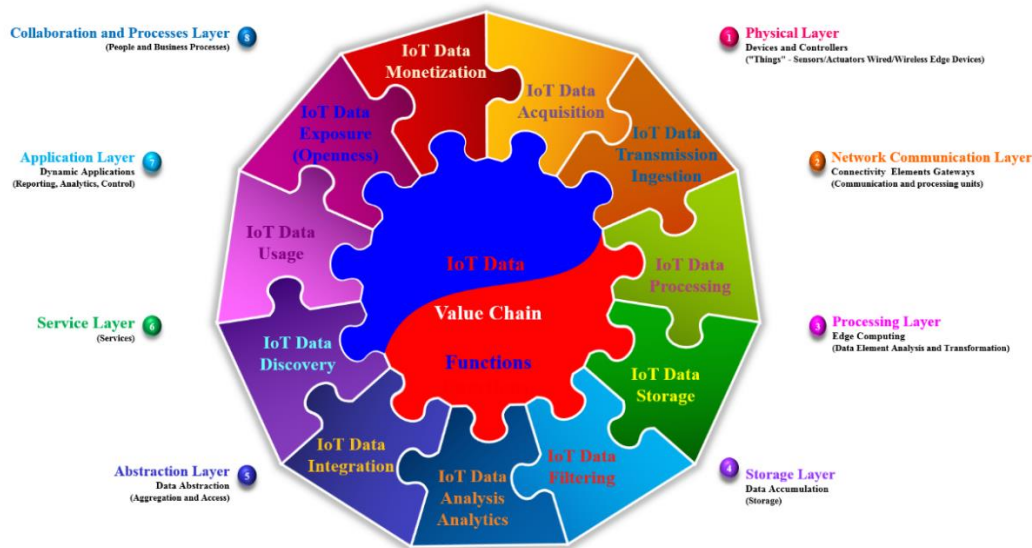 Collaboration and Processes Layer
(People and Business Processes)
8
Application Layer
Dynamic Applications
(Reporting, Analytics, Control)
7
Service Layer
(Services)
6
Abstraction Layer
Data Abstraction
(Aggregation and Access)
5
IoT Data
Monetization
IoT Data
Acquisition
IoT Data
Exposure
(Openness)
IoT Data
Transmission
Ingestion
IoT Data
Usage
IoT Data
Processing
IoT Data
Discovery
IoT Data
Storage
IoT Data
Integration
IoT Data
Analysis
Analytics
IoT Data
Filtering
IoT Data
Value Chain
Functions
1
Physical Layer
Devices and Controllers
("Things" - Sensors/Actuators Wired/Wireless Edge Devices)
2
Network Communication Layer
Connectivity Elements Gateways
(Communication and processing units)
3
Processing Layer
Edge Computing
(Data Element Analysis and Transformation)
4
Storage Layer
Data Accumulation
(Storage)